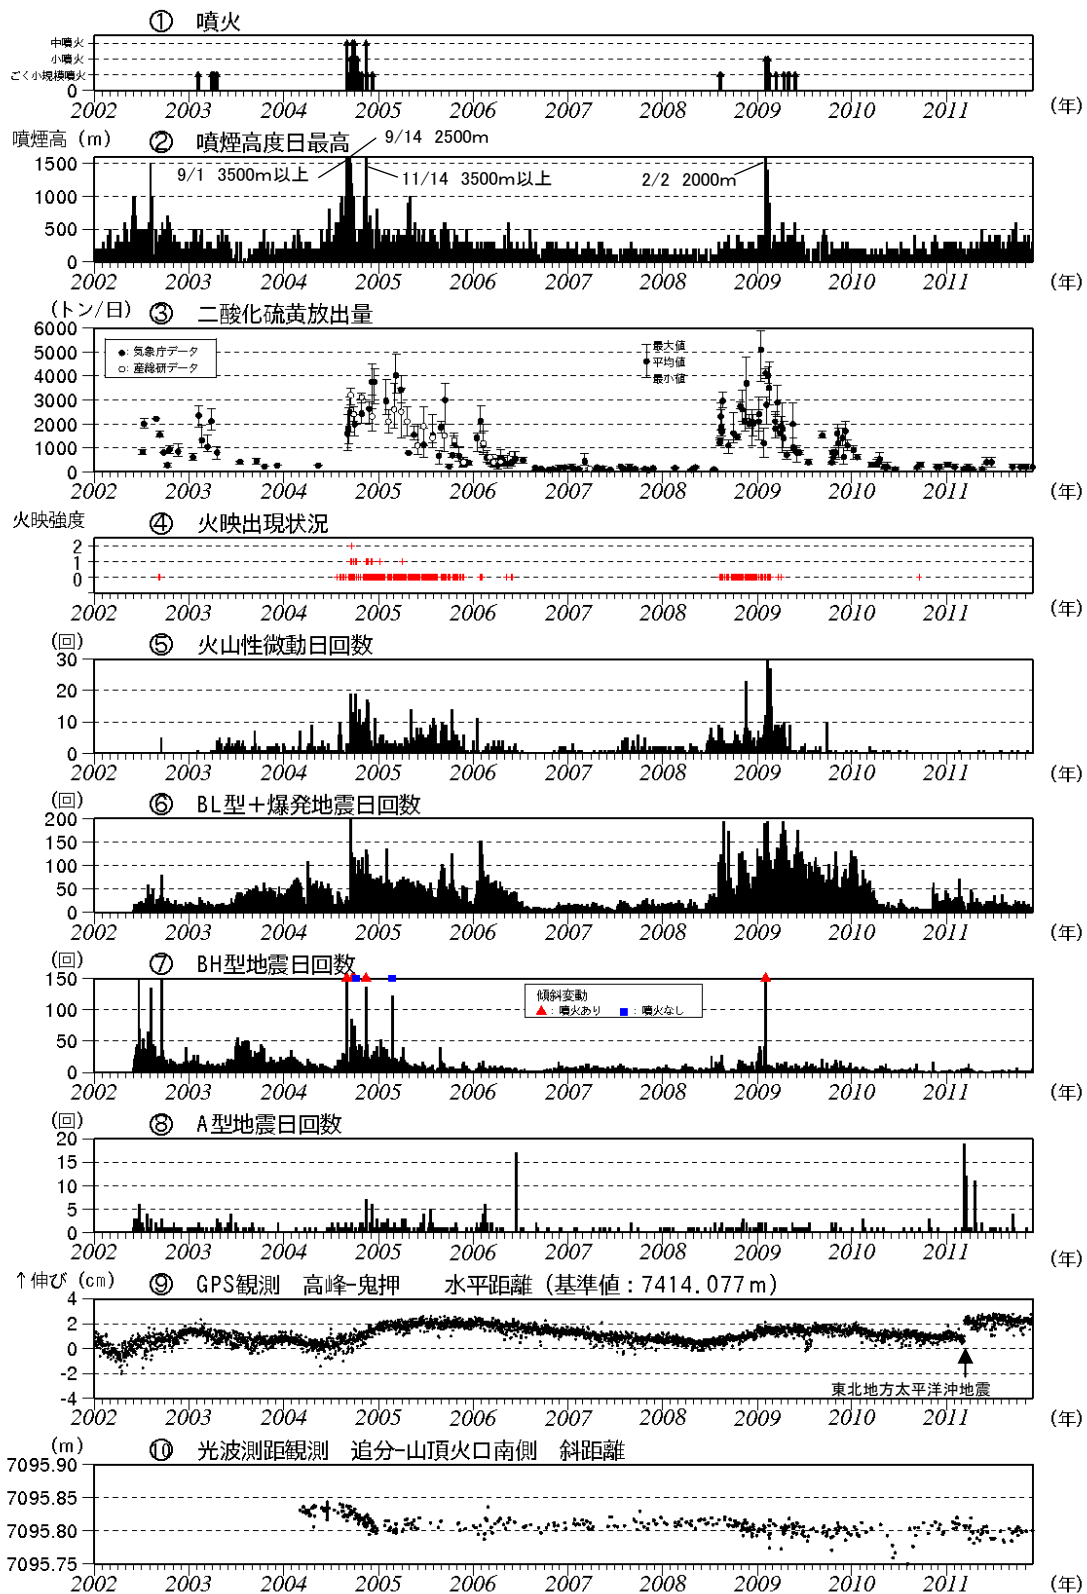 ① 噴火
中噴火
小噴火
ごく小規模噴火
0
2002 2003 2004 2005 2006 2007 2008 2009 2010 2011 (年)
噴煙高 (m) ② 噴煙高度日最高
9/14 2500m
9/1 3500m以上
11/14 3500m以上
2/2 2000m
1500
1000
500
0
2002 2003 2004 2005 2006 2007 2008 2009 2010 2011 (年)
(トン/日) ③ 二酸化硫黄放出量
6000
5000
4000
3000
2000
1000
0
●: 気象庁データ
○: 産総研データ
最大値
平均値
最小値
2002 2003 2004 2005 2006 2007 2008 2009 2010 2011 (年)
火映強度 ④ 火映出現状況
2
1
0
2002 2003 2004 2005 2006 2007 2008 2009 2010 2011 (年)
(回) ⑤ 火山性微動日回数
30
20
10
0
2002 2003 2004 2005 2006 2007 2008 2009 2010 2011 (年)
(回) ⑥ BL型+爆発地震日回数
200
150
100
50
0
2002 2003 2004 2005 2006 2007 2008 2009 2010 2011 (年)
(回) ⑦ BH型地震日回数
150
100
50
0
傾斜変動
▲: 噴火あり ■: 噴火なし
2002 2003 2004 2005 2006 2007 2008 2009 2010 2011 (年)
(回) ⑧ A型地震日回数
20
15
10
5
0
2002 2003 2004 2005 2006 2007 2008 2009 2010 2011 (年)
↑伸び (cm) ⑨ GPS観測 高峰-鬼押 水平距離 (基準値:7414.077m)
4
2
0
-2
-4
東北地方太平洋沖地震
2002 2003 2004 2005 2006 2007 2008 2009 2010 2011 (年)
(m) ⑩ 光波測距観測 追分-山頂火口南側 斜距離
7095.90
7095.85
7095.80
7095.75
2002 2003 2004 2005 2006 2007 2008 2009 2010 2011 (年)